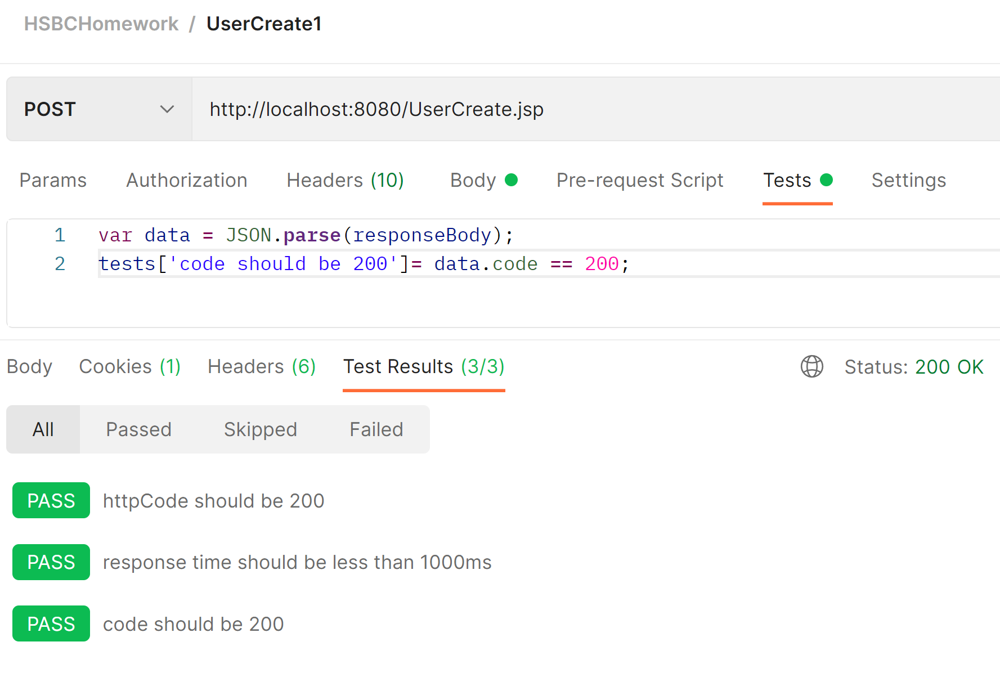 HSBCHomework / UserCreate1
POST http://localhost:8080/UserCreate.jsp
Params Authorization Headers (10) Body Pre-request Script Tests Settings
1 var data = JSON.parse(responseBody);
2 tests['code should be 200']= data.code == 200;
Body Cookies (1) Headers (6) Test Results (3/3) Status: 200 OK
All Passed Skipped Failed
PASS httpCode should be 200
PASS response time should be less than 1000ms
PASS code should be 200